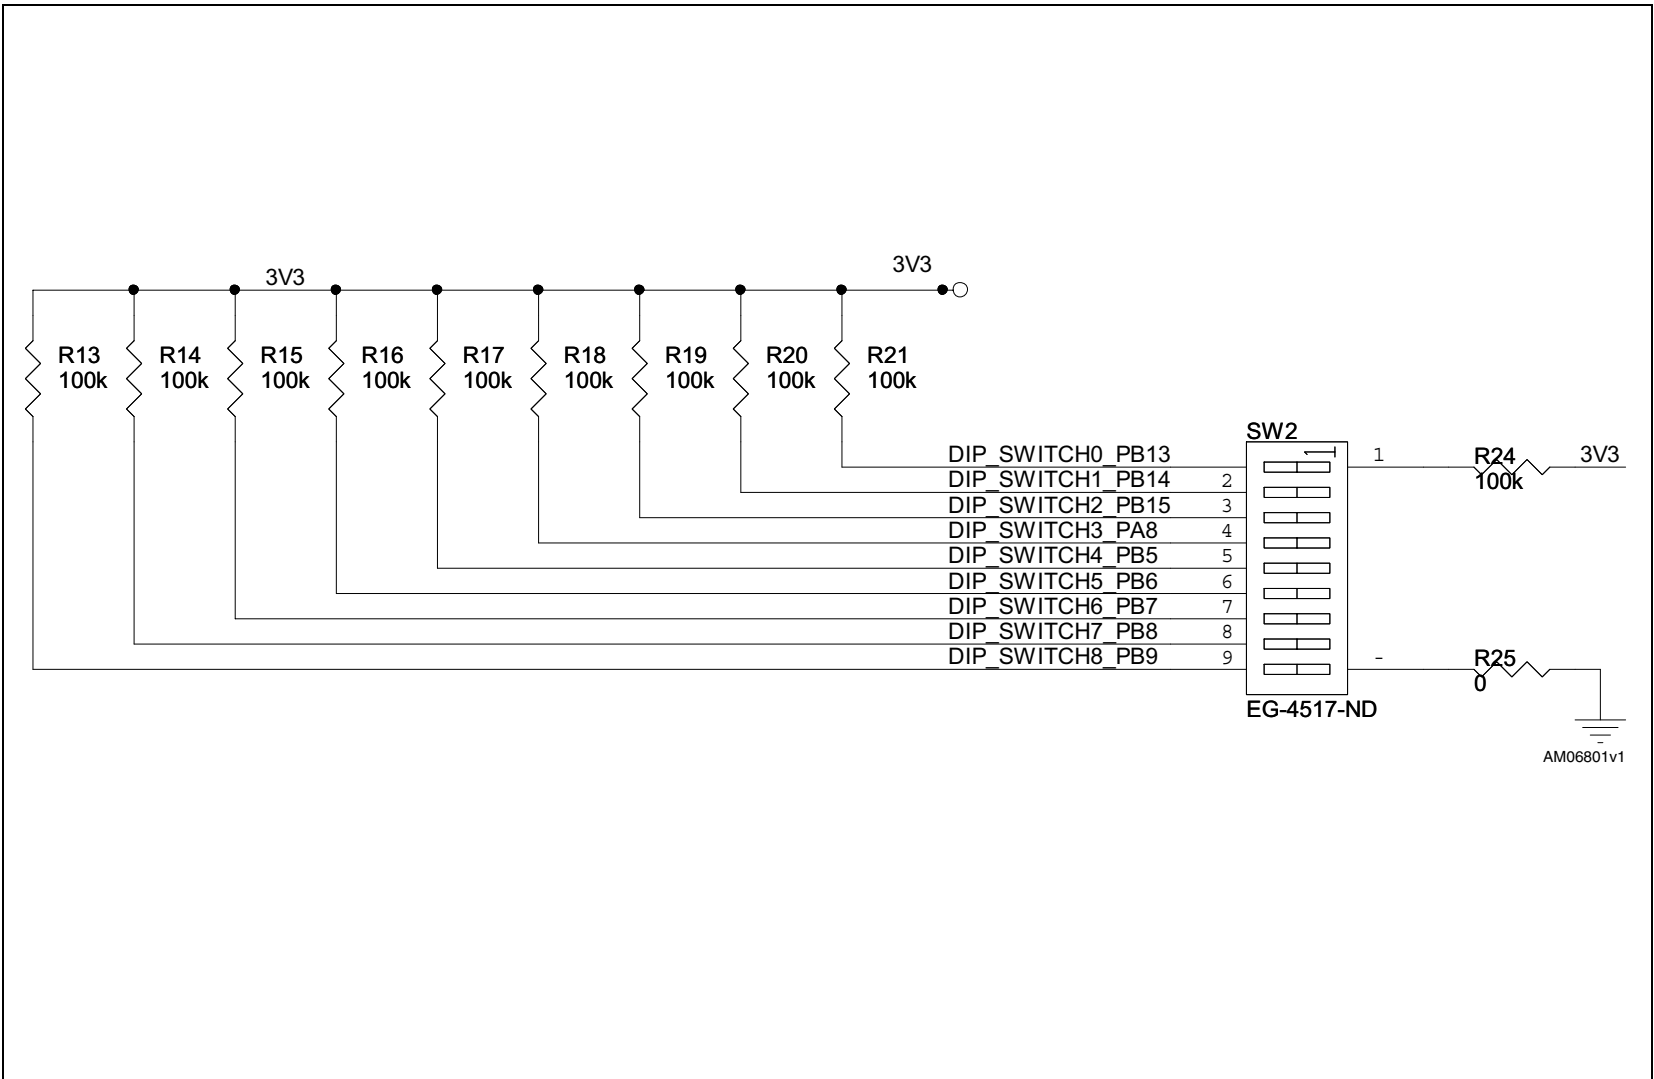 3V3
3V3
R13
100k
R14
100k
R15
100k
R16
100k
R17
100k
R18
100k
R19
100k
R20
100k
R21
100k
SW2
DIP_SWITCH0_PB13
1
1
R24
100k
3V3
DIP_SWITCH1_PB14
2
DIP_SWITCH2_PB15
3
DIP_SWITCH3_PA8
4
DIP_SWITCH4_PB5
5
DIP_SWITCH5_PB6
6
DIP_SWITCH6_PB7
7
DIP_SWITCH7_PB8
8
DIP_SWITCH8_PB9
9
-
R25
0
EG-4517-ND
AM06801v1